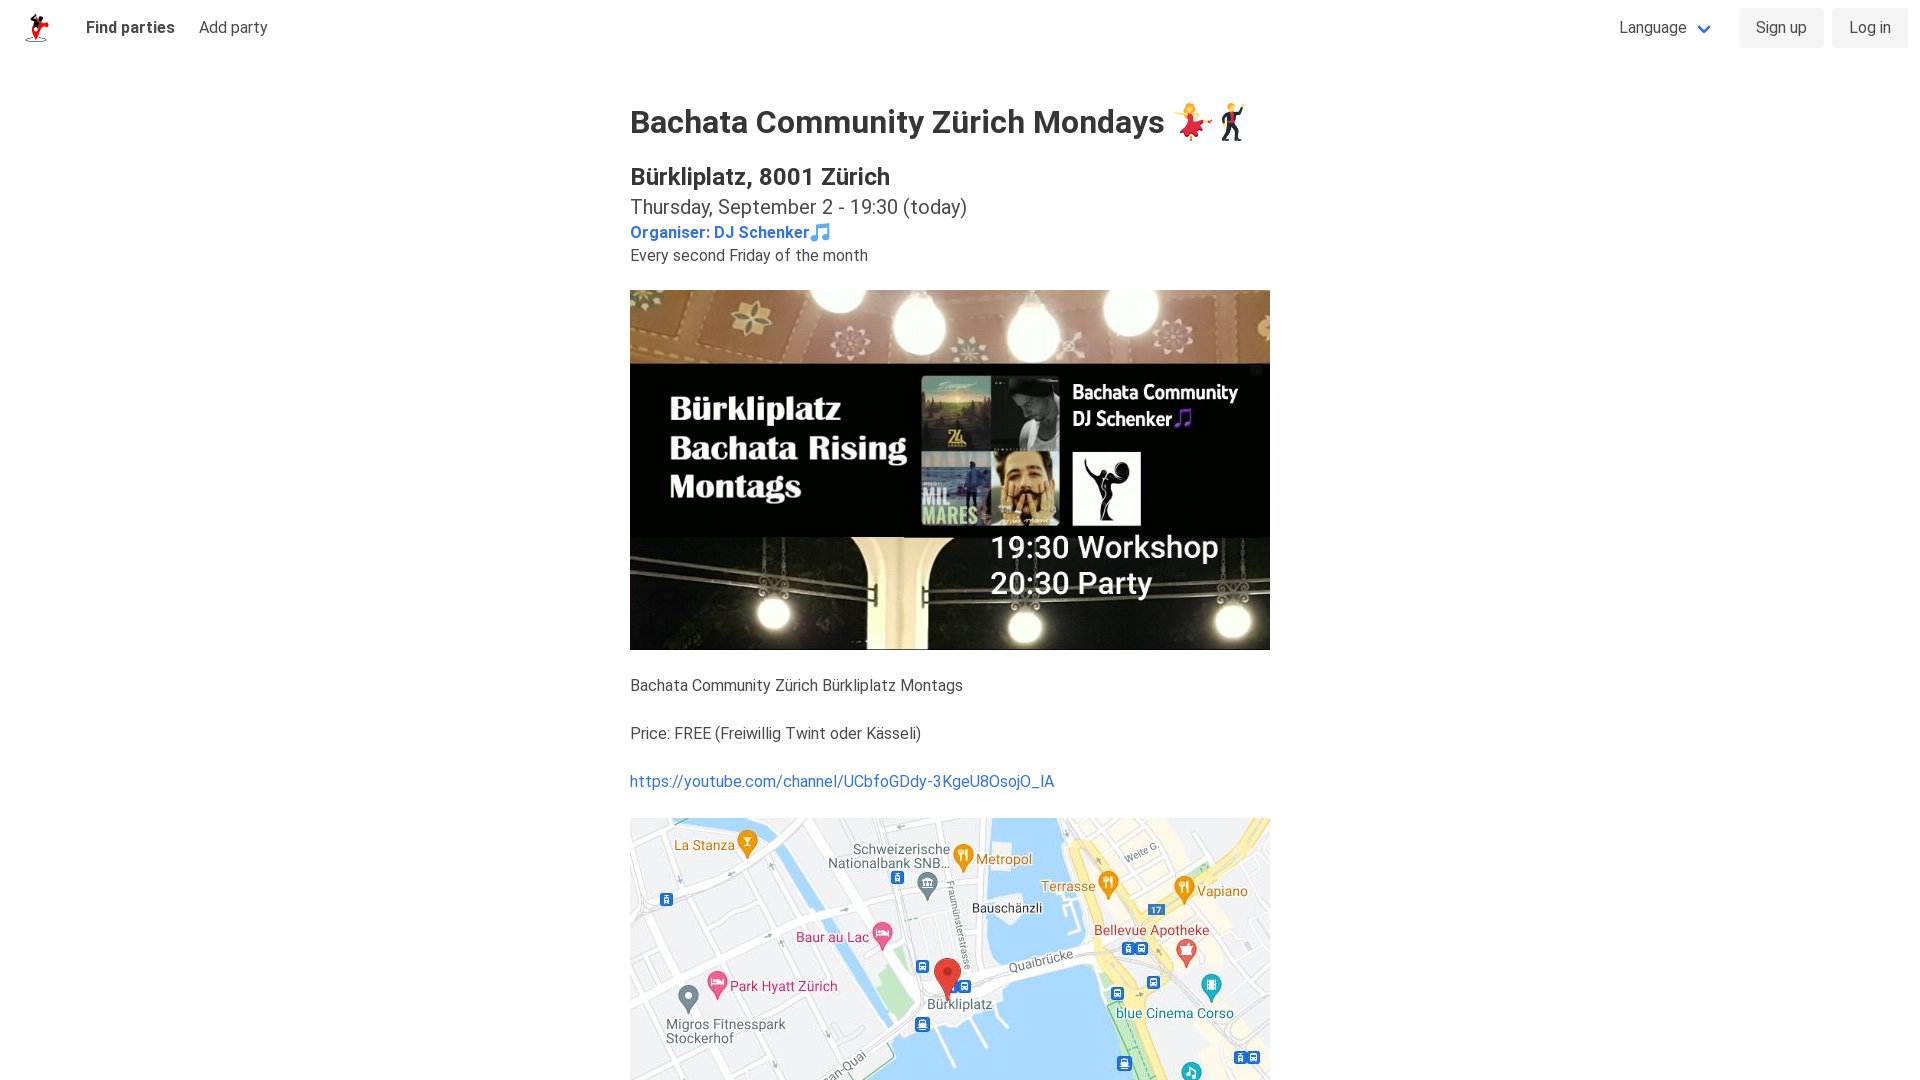 Find parties
Add party
Language
Sign up
Log in
Bachata Community Zürich Mondays 💃🕺
Bürkliplatz, 8001 Zürich
Thursday, September 2 - 19:30 (today)
Organiser: DJ Schenker🎵
Every second Friday of the month
Bürkliplatz
Bachata Rising
Montags
24
MIL
MARES
Bachata Community
DJ Schenker🎵
19:30 Workshop
20:30 Party
Bachata Community Zürich Bürkliplatz Montags
Price: FREE (Freiwillig Twint oder Kässeli)
https://youtube.com/channel/UCbfoGDdy-3KgeU8OsojO_lA
La Stanza
Schweizerische
Nationalbank SNB...
Metropol
Weite G.
Terrasse
Vapiano
Fraumünsterstrasse
Bauschänzli
17
Baur au Lac
Bellevue Apotheke
Quaibrücke
Park Hyatt Zürich
Bürkliplatz
blue Cinema Corso
Migros Fitnesspark
Stockerhof
an-Quai